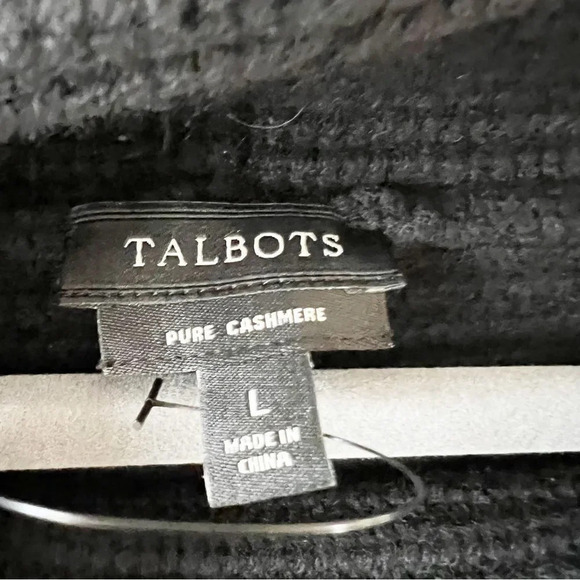 TALBOTS
PURE CASHMERE
L
MADE IN
CHINA